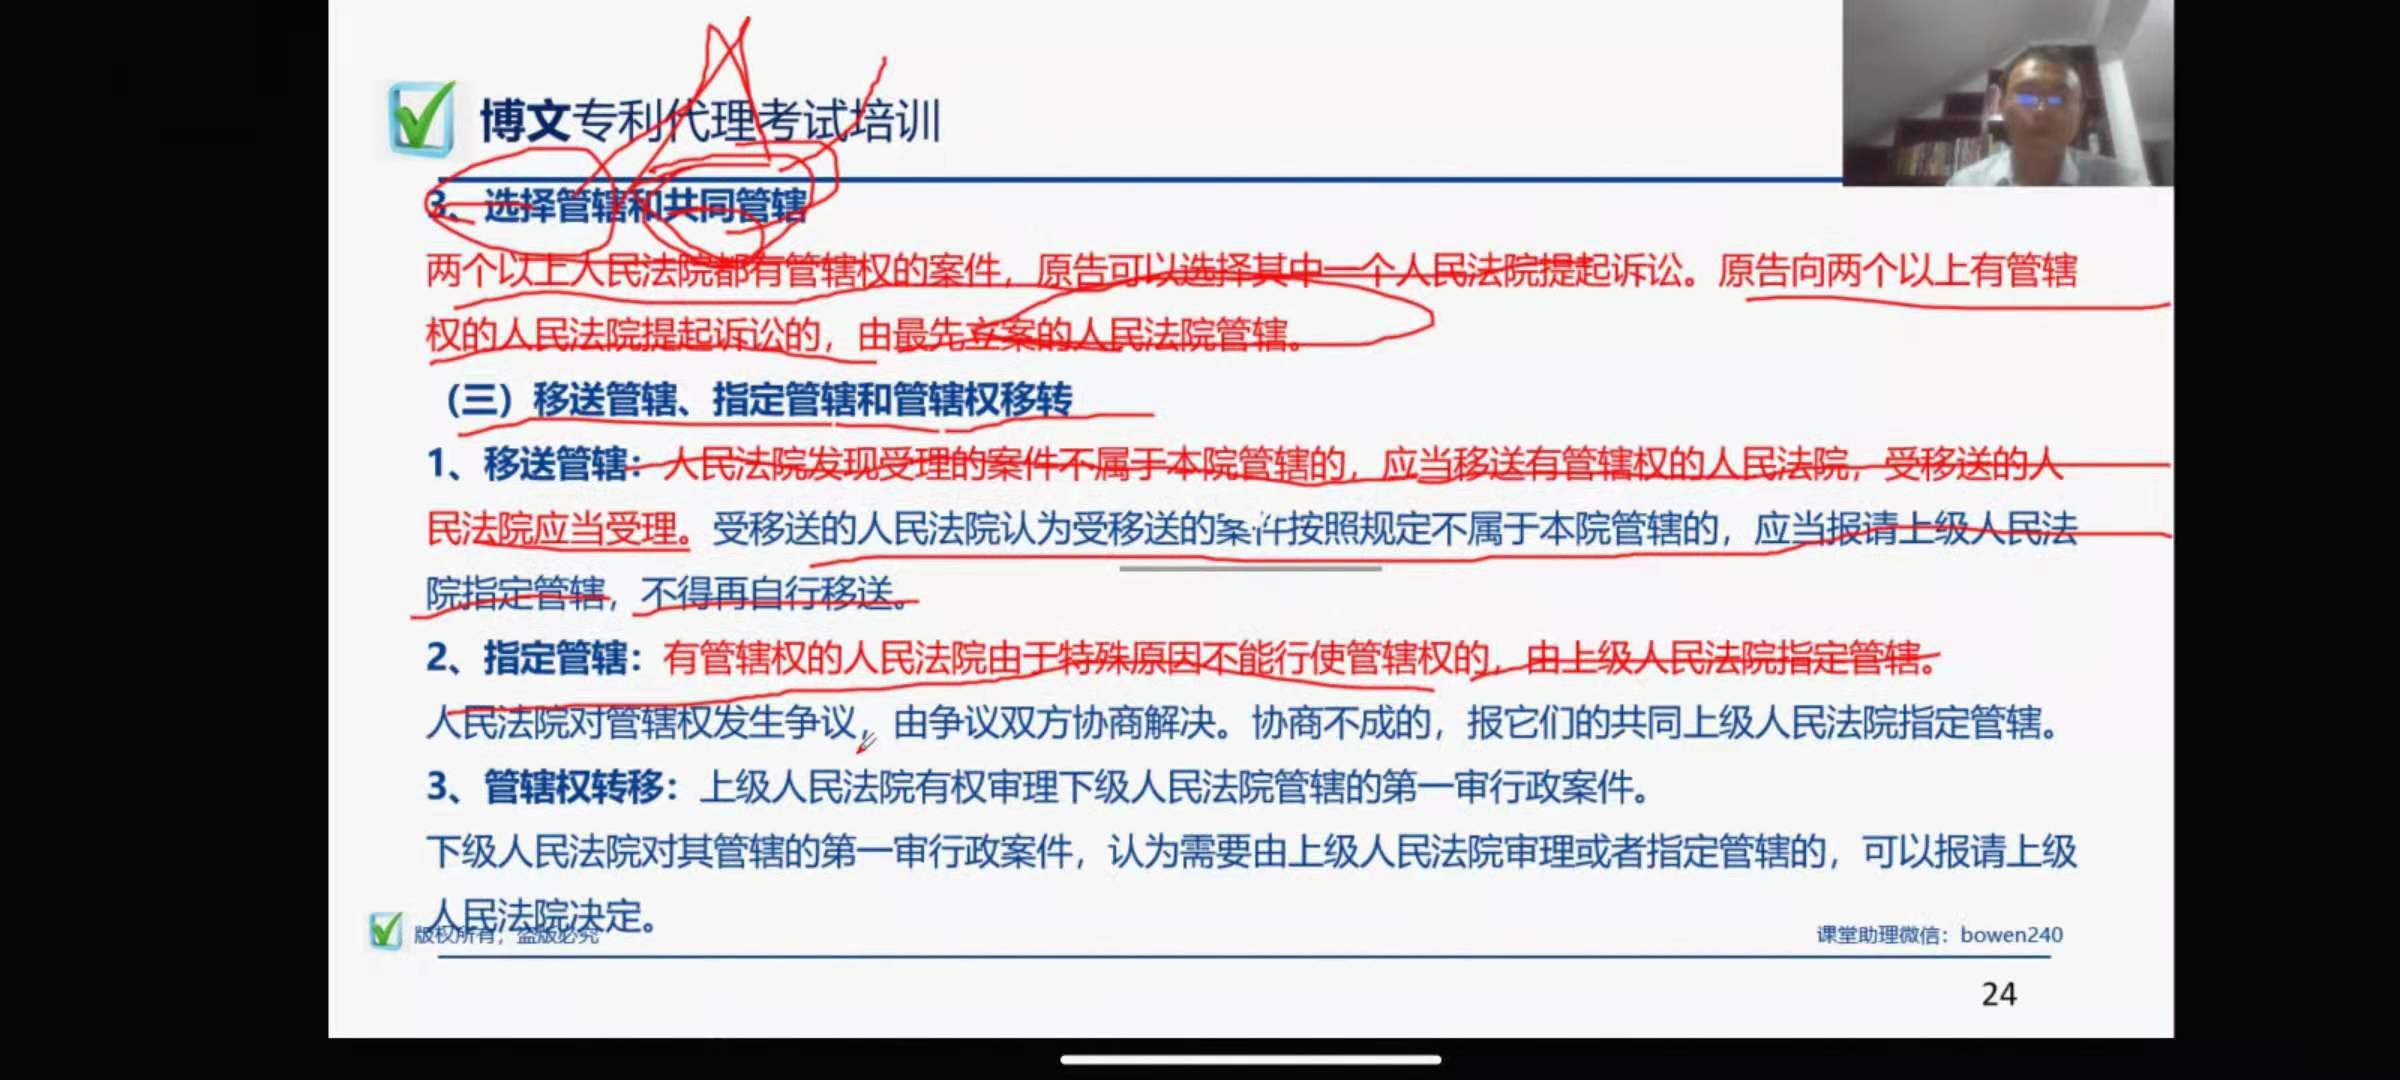 博文专利代理考试培训
3、选择管辖和共同管辖
两个以上人民法院都有管辖权的案件，原告可以选择其中一个人民法院提起诉讼。原告向两个以上有管辖
权的人民法院提起诉讼的，由最先立案的人民法院管辖。
（三）移送管辖、指定管辖和管辖权移转
1、移送管辖：人民法院发现受理的案件不属于本院管辖的，应当移送有管辖权的人民法院，受移送的人
民法院应当受理。受移送的人民法院认为受移送的案件按照规定不属于本院管辖的，应当报请上级人民法
院指定管辖，不得再自行移送。
2、指定管辖：有管辖权的人民法院由于特殊原因不能行使管辖权的，由上级人民法院指定管辖。
人民法院对管辖权发生争议，由争议双方协商解决。协商不成的，报它们的共同上级人民法院指定管辖。
3、管辖权转移：上级人民法院有权审理下级人民法院管辖的第一审行政案件。
下级人民法院对其管辖的第一审行政案件，认为需要由上级人民法院审理或者指定管辖的，可以报请上级
人民法院决定。
版权所有，盗版必究
课堂助理微信：bowen240
24